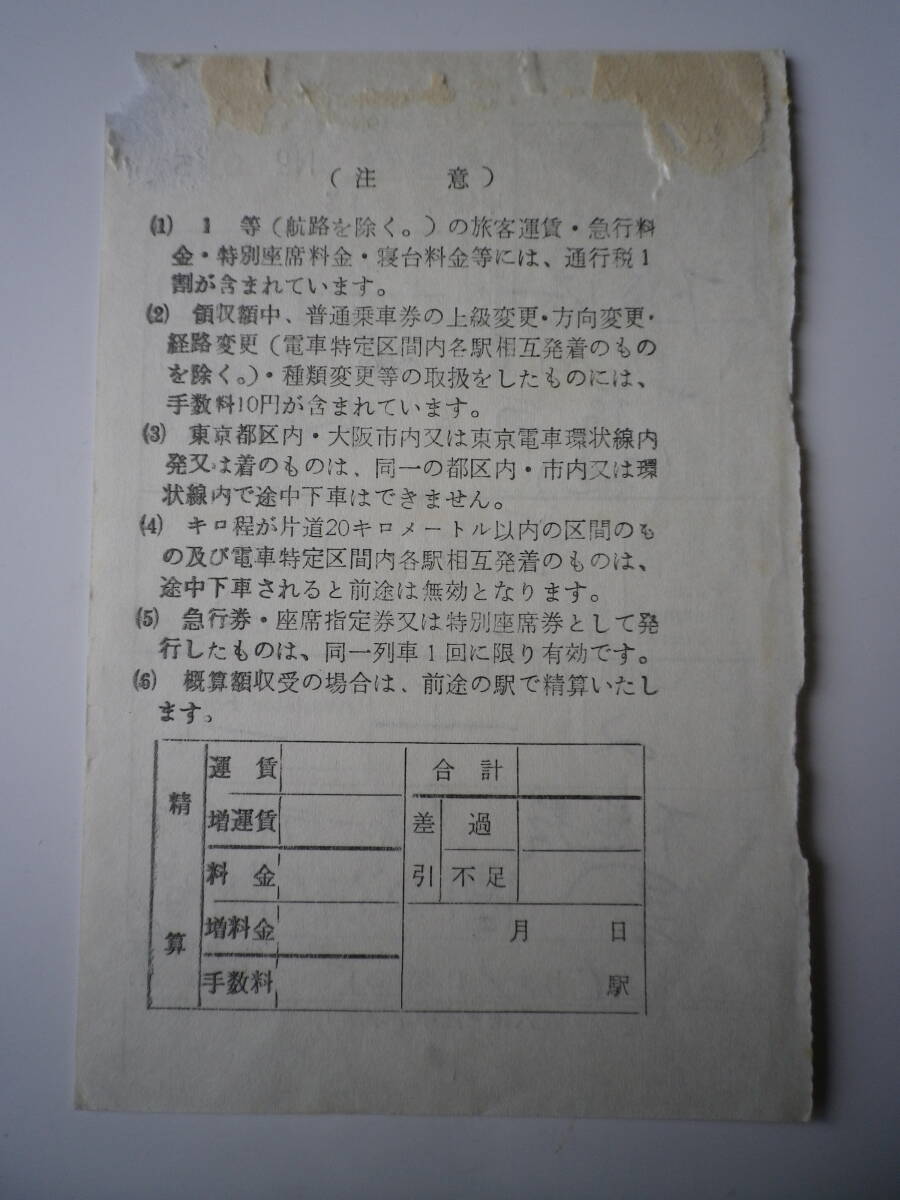 (注　意)
(1) 1 等(航路を除く。)の旅客運賃・急行料
金・特別座席料金・寝台料金等には、通行税1
割が含まれています。
(2) 領収額中、普通乗車券の上級変更・方向変更・
経路変更(電車特定区間内各駅相互発着のもの
を除く。)・種類変更等の取扱をしたものには、
手数料10円が含まれています。
(3) 東京都区内・大阪市内又は東京電車環状線内
発又は着のものは、同一の都区内・市内又は環
状線内で途中下車はできません。
(4) キロ程が片道20キロメートル以内の区間のも
の及び電車特定区間内各駅相互発着のものは、
途中下車されると前途は無効となります。
(5) 急行券・座席指定券又は特別座席券として発
行したものは、同一列車1回に限り有効です。
(6) 概算額収受の場合は、前途の駅で精算いたし
ます。
精算
運賃
増運賃
料金
増料金
手数料
合計
差引
過
不足
月　日
駅